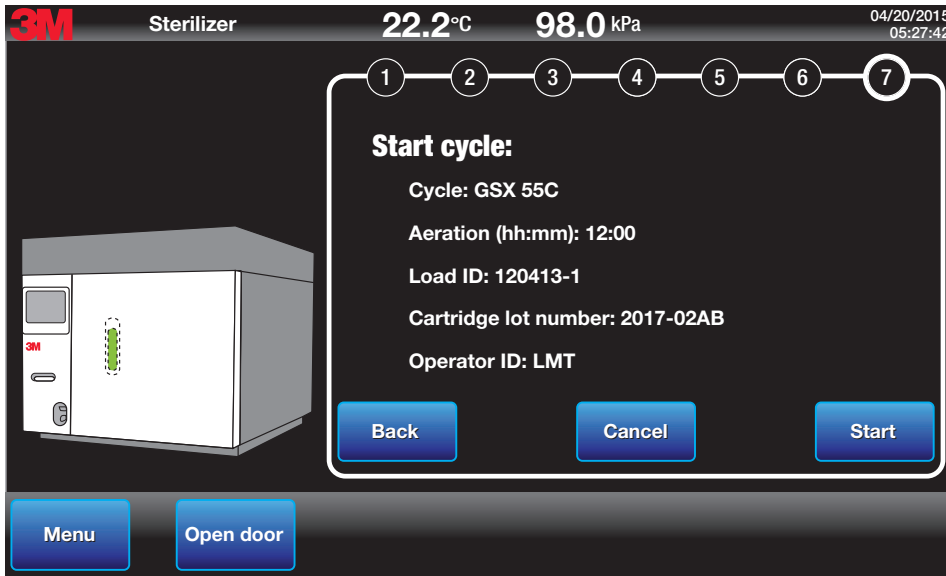 3M Sterilizer 22.2°C 98.0 kPa 04/20/2015
05:27:42
1 2 3 4 5 6 7
Start cycle:
Cycle: GSX 55C
Aeration (hh:mm): 12:00
Load ID: 120413-1
Cartridge lot number: 2017-02AB
3M
Operator ID: LMT
Back Cancel Start
Menu Open door